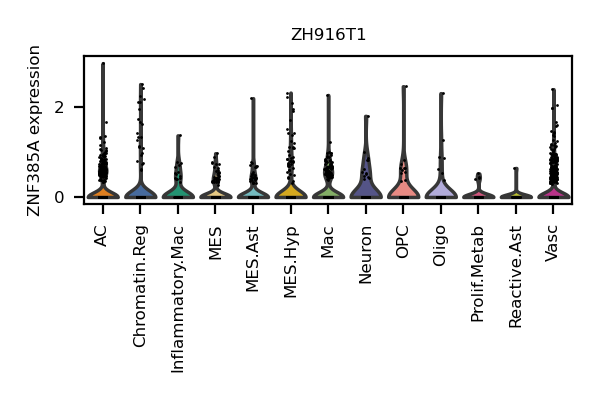 ZH916T1
ZNF385A expression
2
0
AC
Chromatin.Reg
Inflammatory.Mac
MES
MES.Ast
MES.Hyp
Mac
Neuron
OPC
Oligo
Prolif.Metab
Reactive.Ast
Vasc